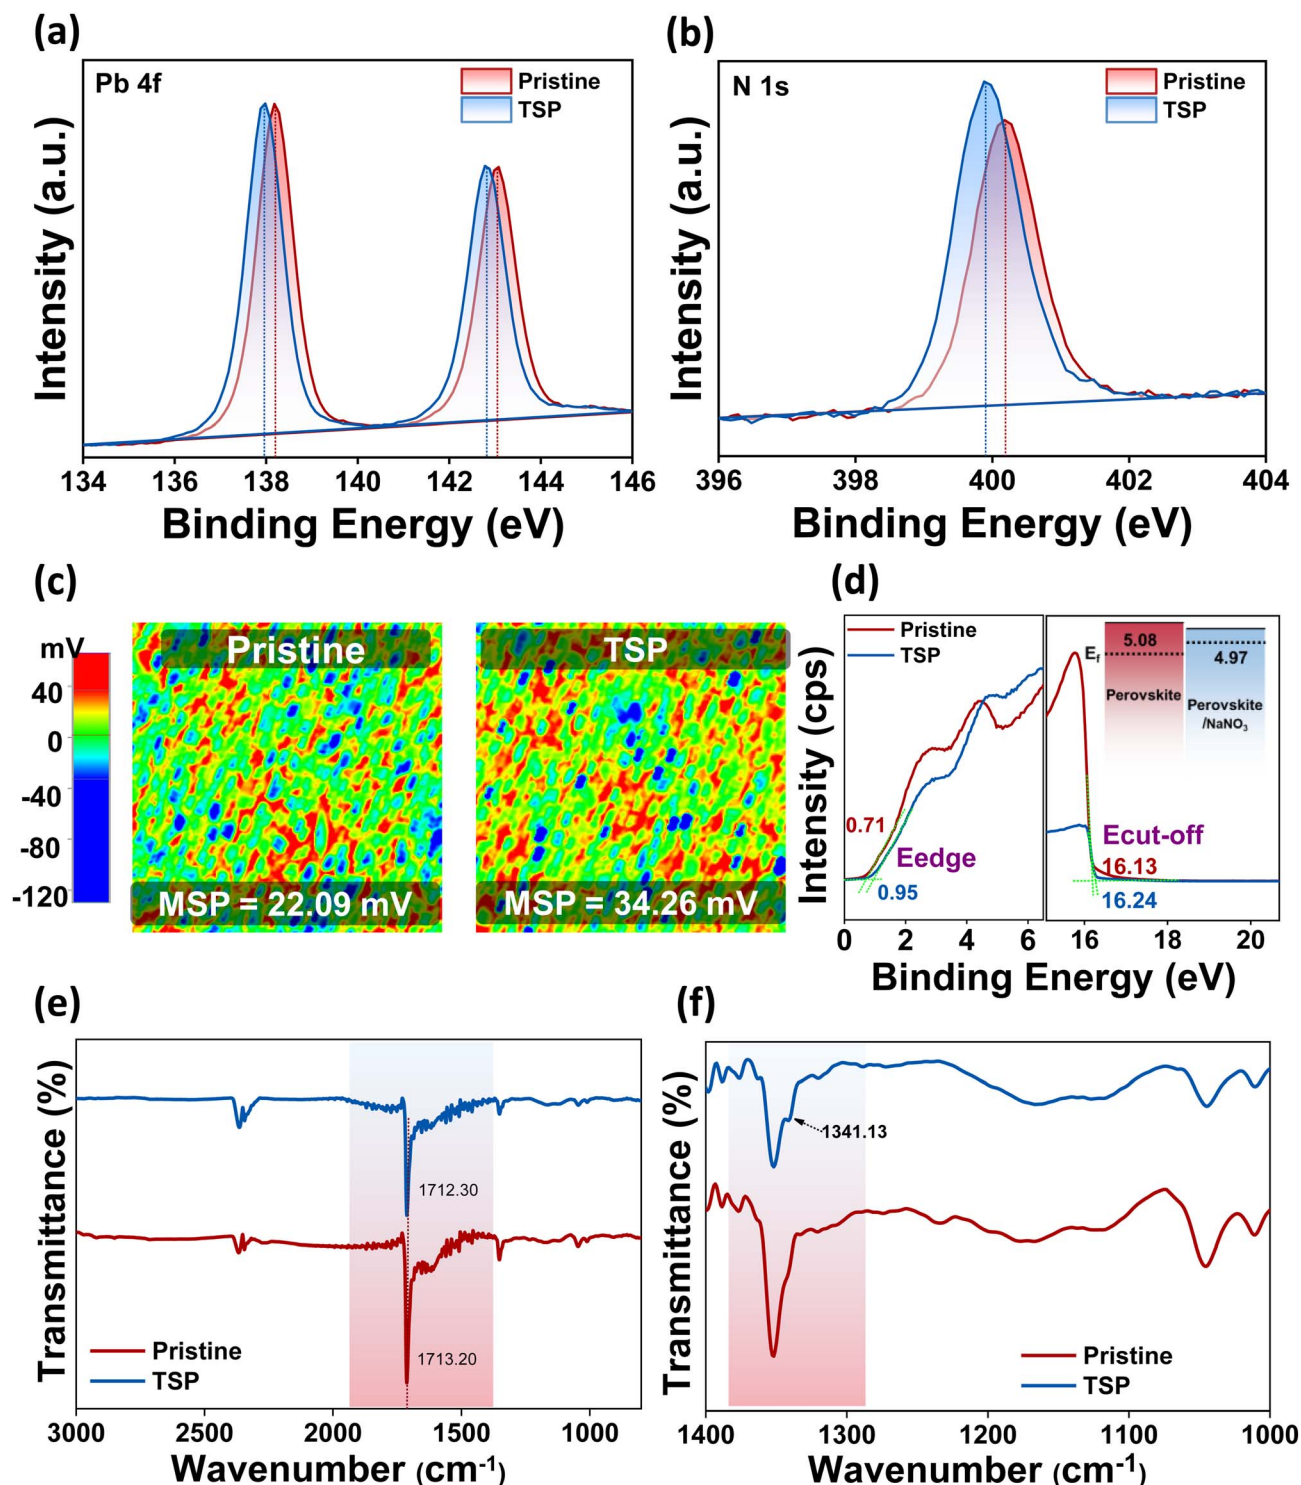 (a)
Pb 4f
Pristine
TSP
Intensity (a.u.)
134 136 138 140 142 144 146
Binding Energy (eV)
(b)
N 1s
Pristine
TSP
Intensity (a.u.)
396 398 400 402 404
Binding Energy (eV)
(c)
mV
40
0
-40
-80
-120
Pristine
MSP = 22.09 mV
TSP
MSP = 34.26 mV
(d)
Pristine
TSP
Intensity (cps)
0.71
Eedge
0.95
Ef
5.08
Perovskite
4.97
Perovskite
/NaNO3
Ecut-off
16.13
16.24
0 2 4 6 16 18 20
Binding Energy (eV)
(e)
Transmittance (%)
1712.30
1713.20
Pristine
TSP
3000 2500 2000 1500 1000
Wavenumber (cm-1)
(f)
Transmittance (%)
1341.13
Pristine
TSP
1400 1300 1200 1100 1000
Wavenumber (cm-1)